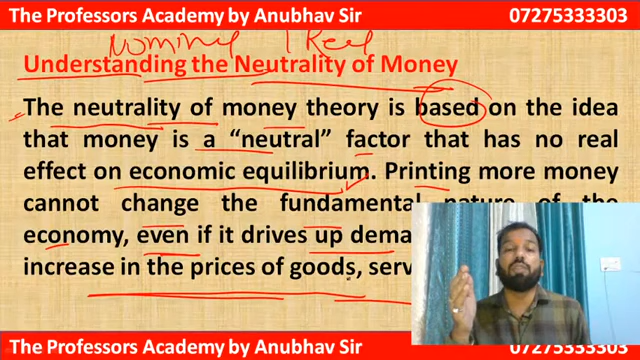 The Professors Academy by Anubhav Sir 07275333303
Nominal | Real
Understanding the Neutrality of Money
The neutrality of money theory is based on the idea
that money is a “neutral” factor that has no real
effect on economic equilibrium. Printing more money
cannot change the fundamental nature of the
economy, even if it drives up
increase in the prices of goods,
The Professors Academy by Anubhav Sir 07275333303